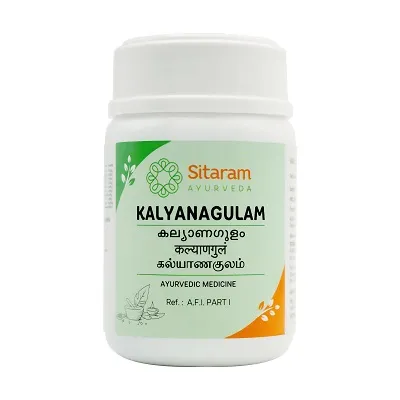 Sitaram
AYURVEDA
KALYANAGULAM
കല്യാണഗുളം
कल्याणगुलं
கல்யாணகுலம்
AYURVEDIC MEDICINE
Ref. : A.F.I. PART I